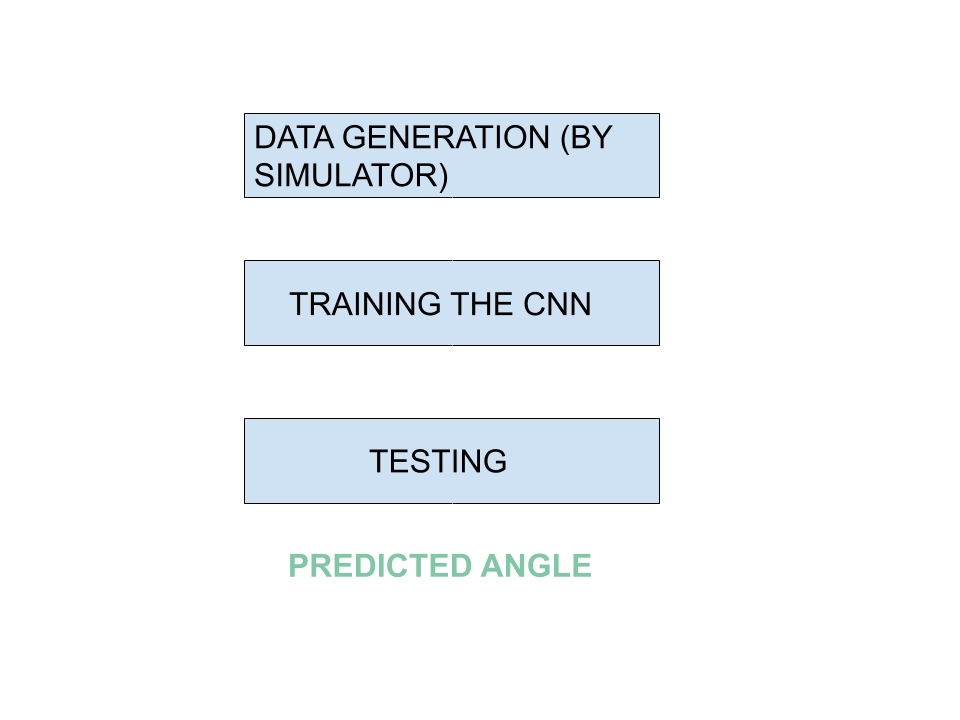 DATA GENERATION (BY
SIMULATOR)
TRAINING THE CNN
TESTING
PREDICTED ANGLE